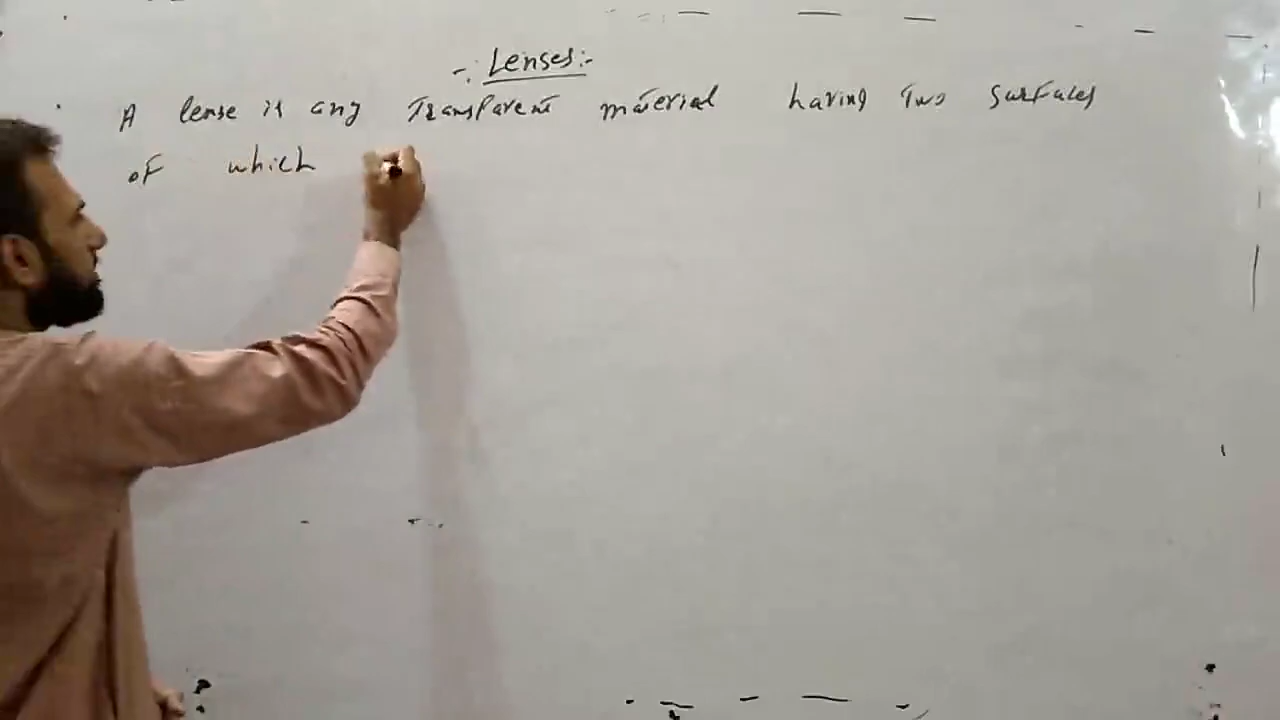 -: Lenses:-
A lense is any Transparent material having Two surfaces
of which